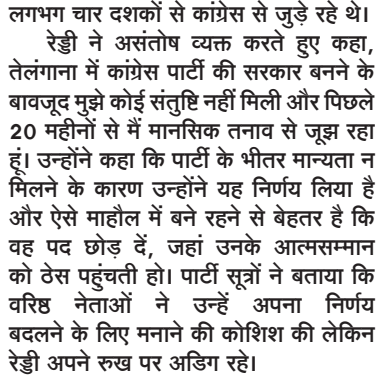 लगभग चार दशकों से कांग्रेस से जुड़े रहे थे।
रेड्डी ने असंतोष व्यक्त करते हुए कहा,
तेलंगाना में कांग्रेस पार्टी की सरकार बनने के
बावजूद मुझे कोई संतुष्टि नहीं मिली और पिछले
20 महीनों से मैं मानसिक तनाव से जूझ रहा
हूं। उन्होंने कहा कि पार्टी के भीतर मान्यता न
मिलने के कारण उन्होंने यह निर्णय लिया है
और ऐसे माहौल में बने रहने से बेहतर है कि
वह पद छोड़ दें, जहां उनके आत्मसम्मान
को ठेस पहुंचती हो। पार्टी सूत्रों ने बताया कि
वरिष्ठ नेताओं ने उन्हें अपना निर्णय
बदलने के लिए मनाने की कोशिश की लेकिन
रेड्डी अपने रुख पर अडिग रहे।